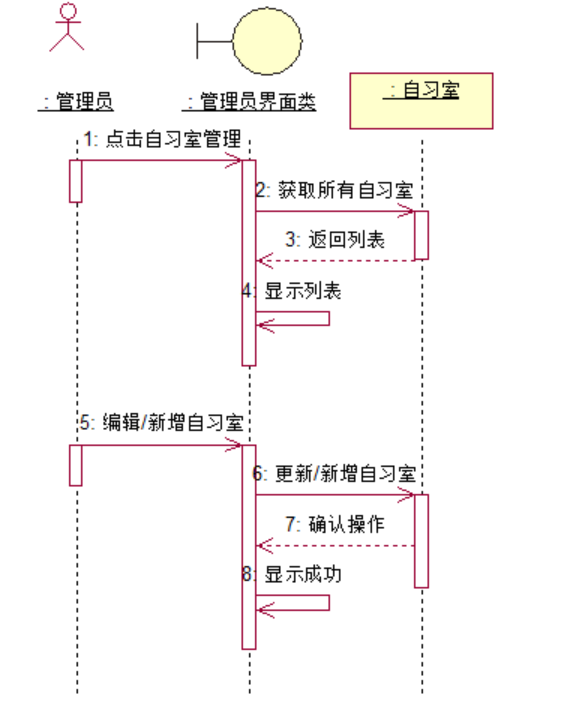 : 管理员
: 管理员界面类
: 自习室
1: 点击自习室管理
2: 获取所有自习室
3: 返回列表
4: 显示列表
5: 编辑/新增自习室
6: 更新/新增自习室
7: 确认操作
8: 显示成功